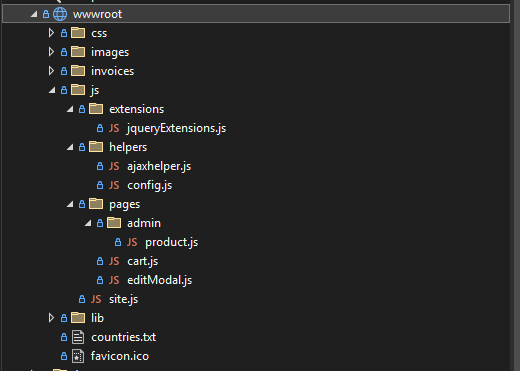 wwwroot
css
images
invoices
js
extensions
JS jqueryExtensions.js
helpers
JS ajaxhelper.js
JS config.js
pages
admin
JS product.js
JS cart.js
JS editModal.js
JS site.js
lib
countries.txt
favicon.ico